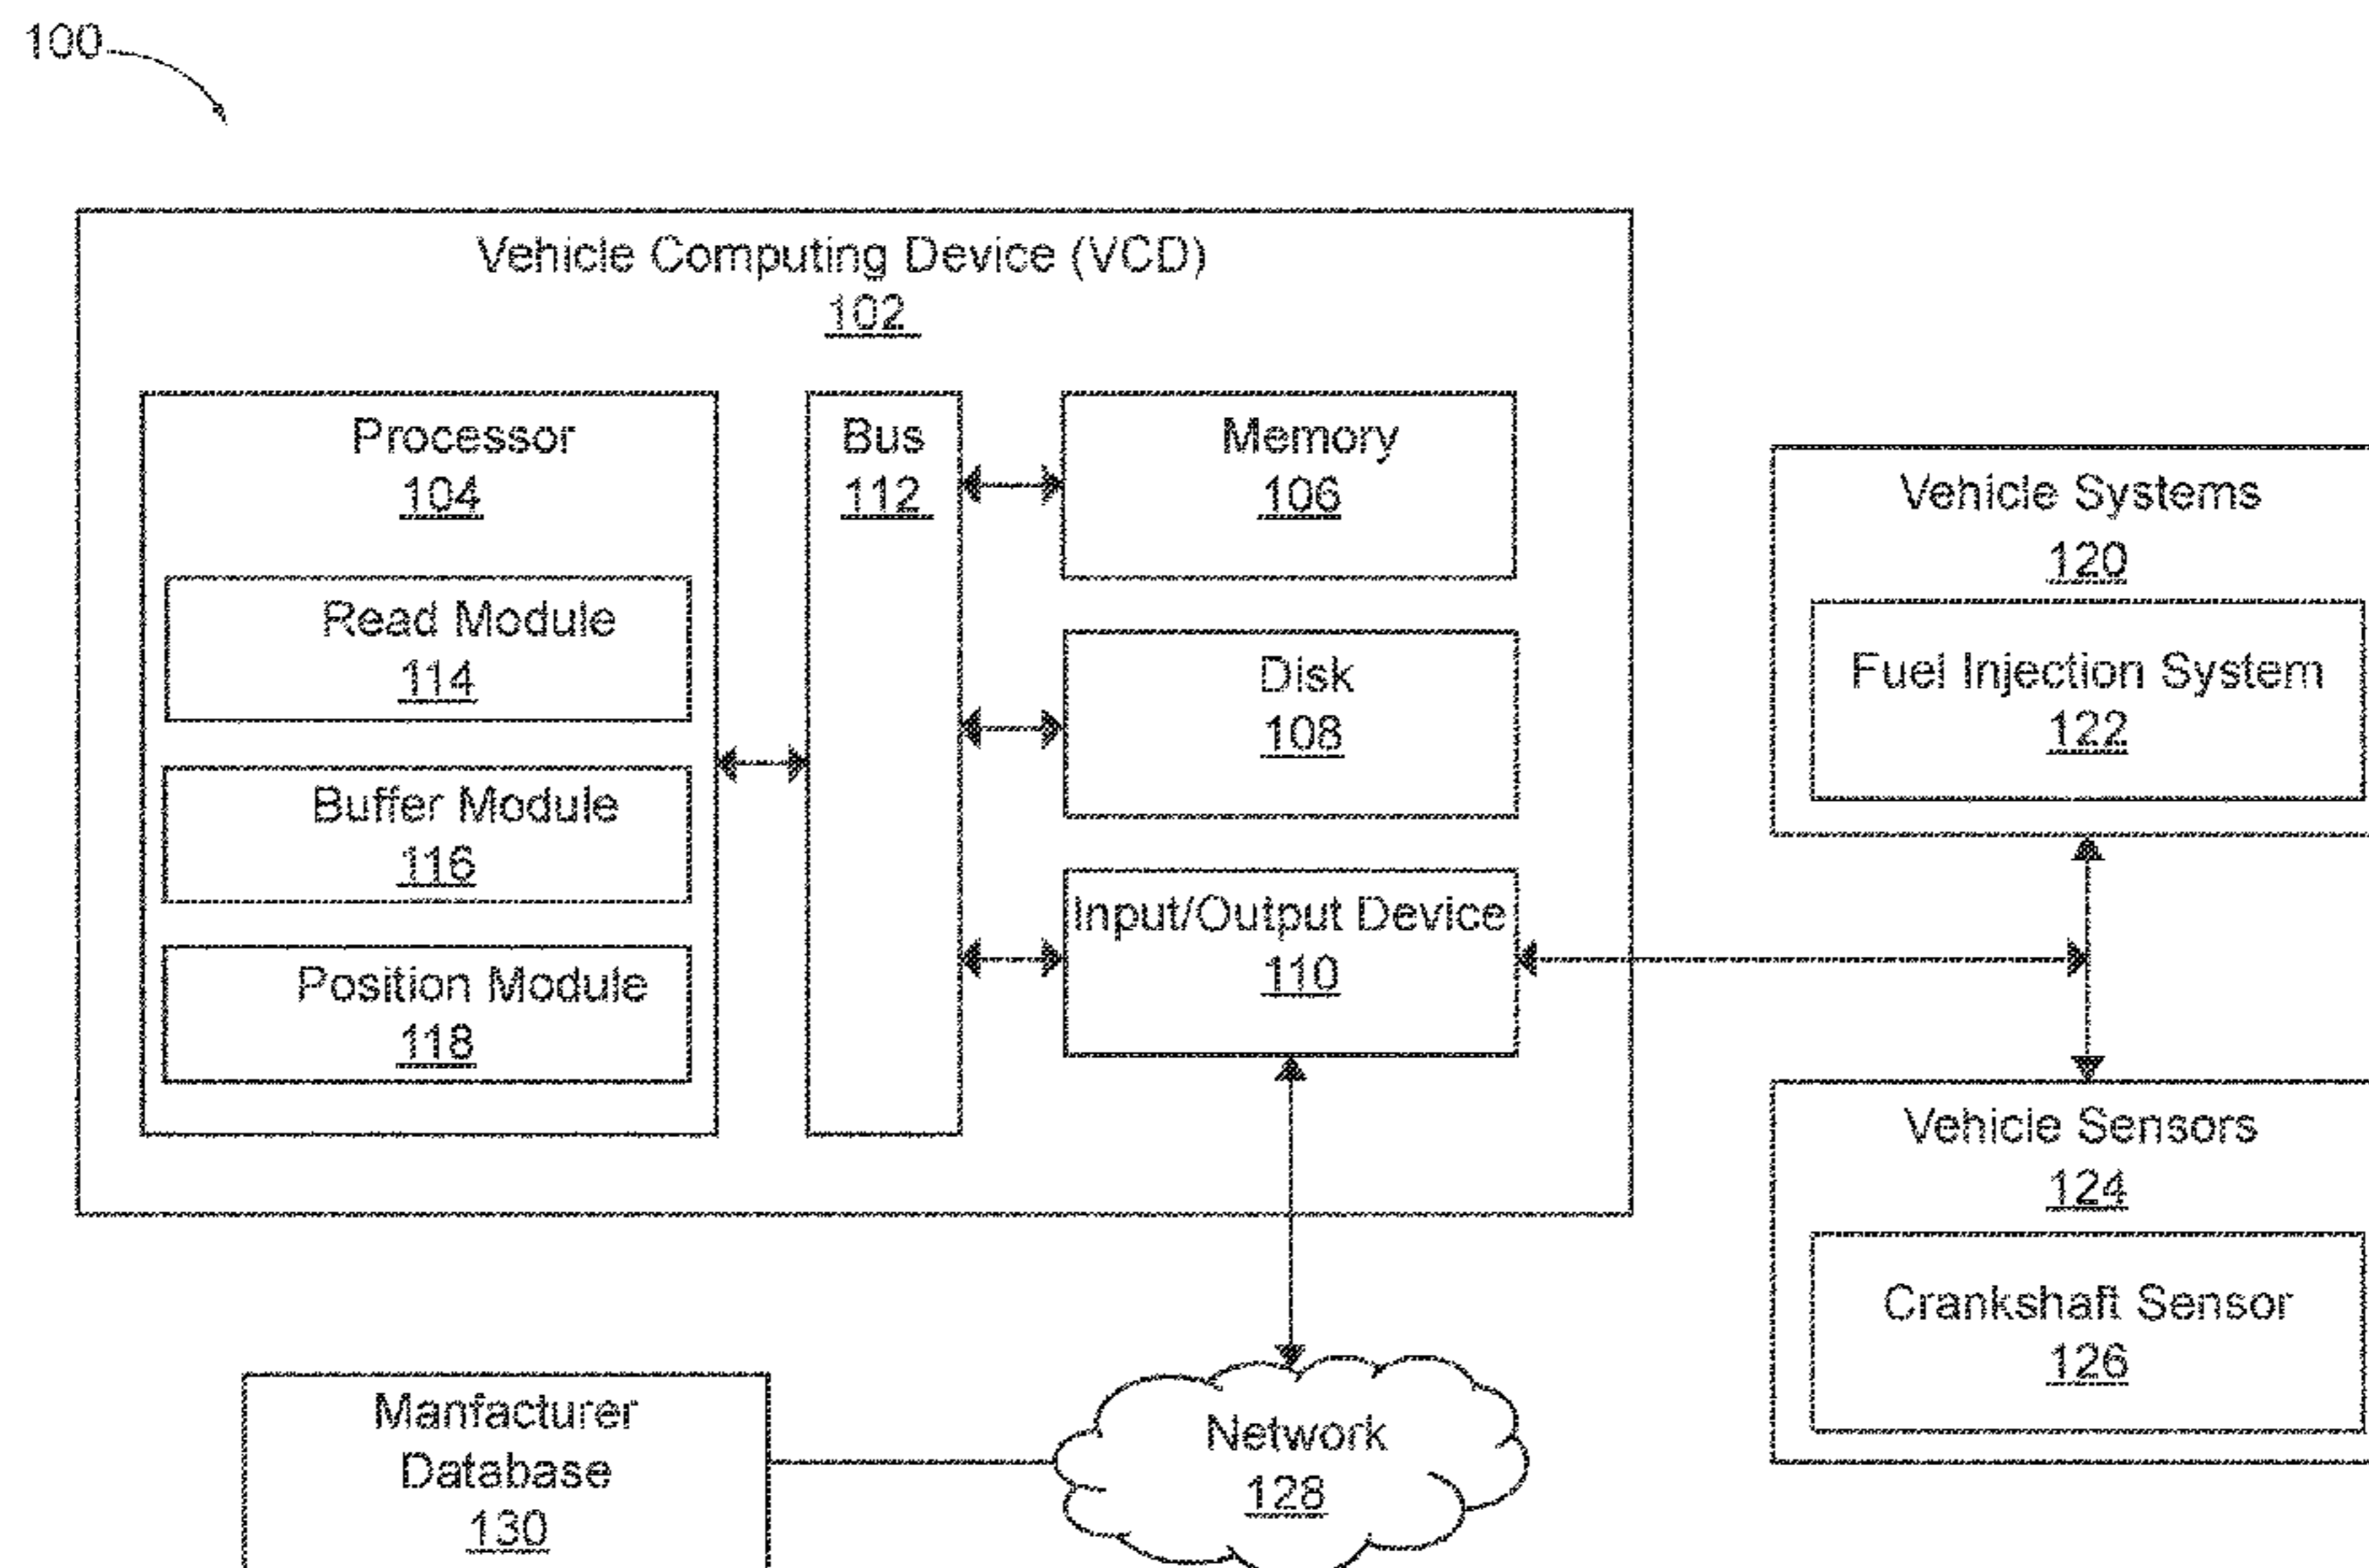 100
Vehicle Computing Device (VCD)
102
Processor
104
Read Module
114
Buffer Module
116
Position Module
118
Bus
112
Memory
106
Disk
108
Input/Output Device
110
Vehicle Systems
120
Fuel Injection System
122
Vehicle Sensors
124
Crankshaft Sensor
126
Manfacturer
Database
130
Network
128